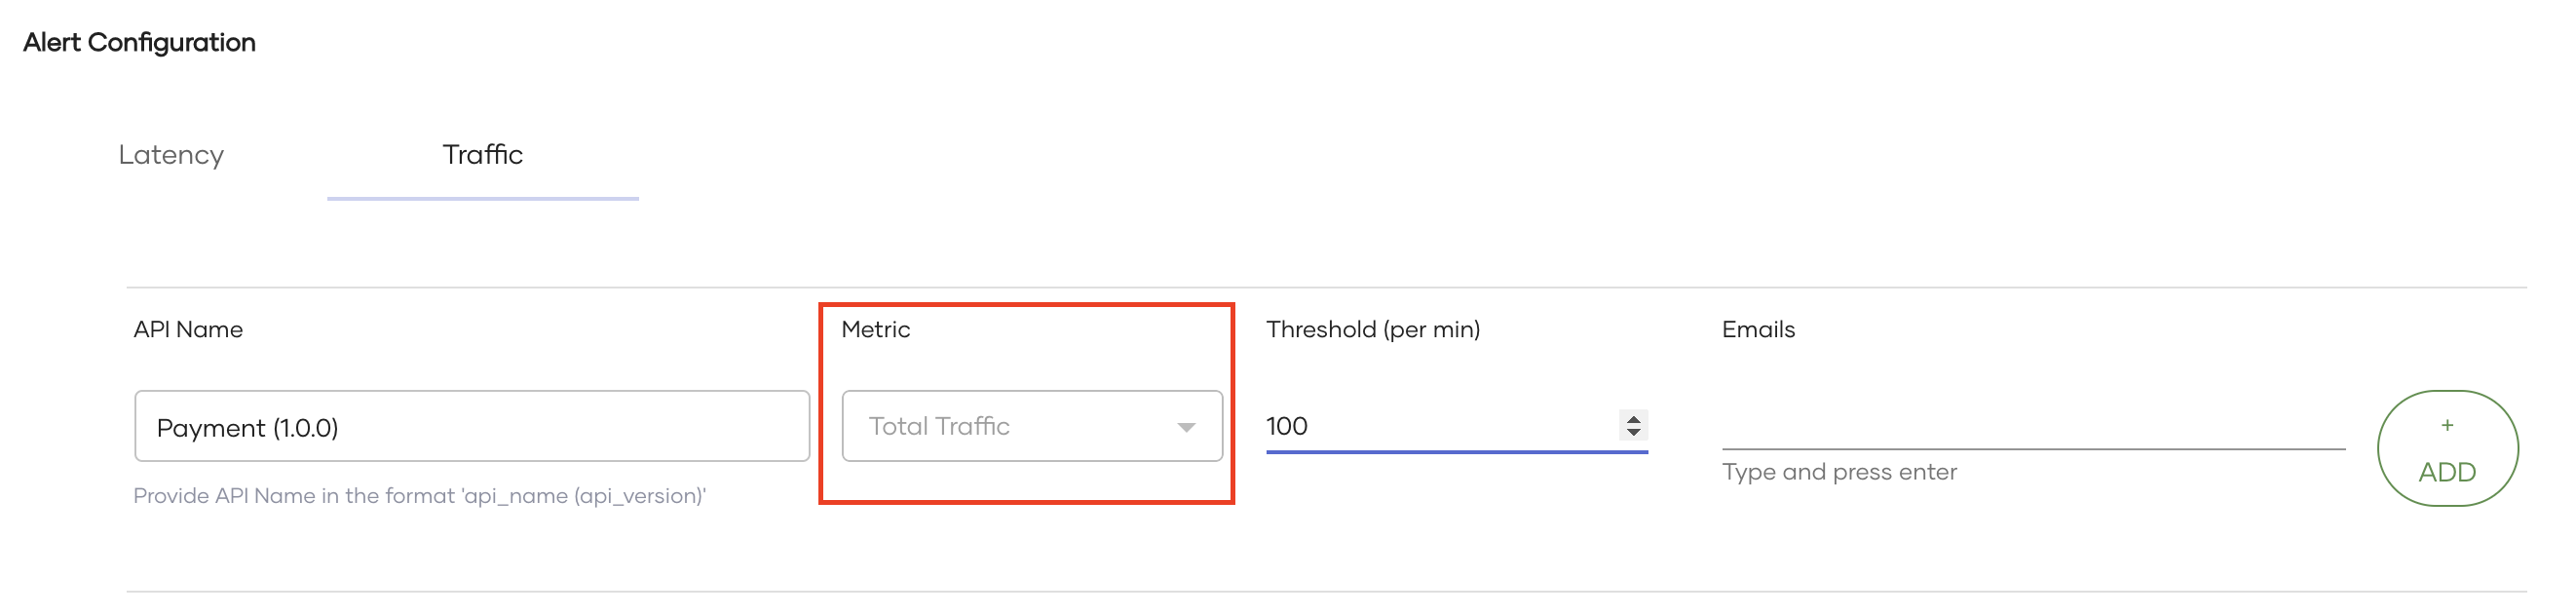 Alert Configuration
Latency
Traffic
API Name
Metric
Threshold (per min)
Emails
Payment (1.0.0)
Total Traffic
100
+
ADD
Type and press enter
Provide API Name in the format 'api_name (api_version)'